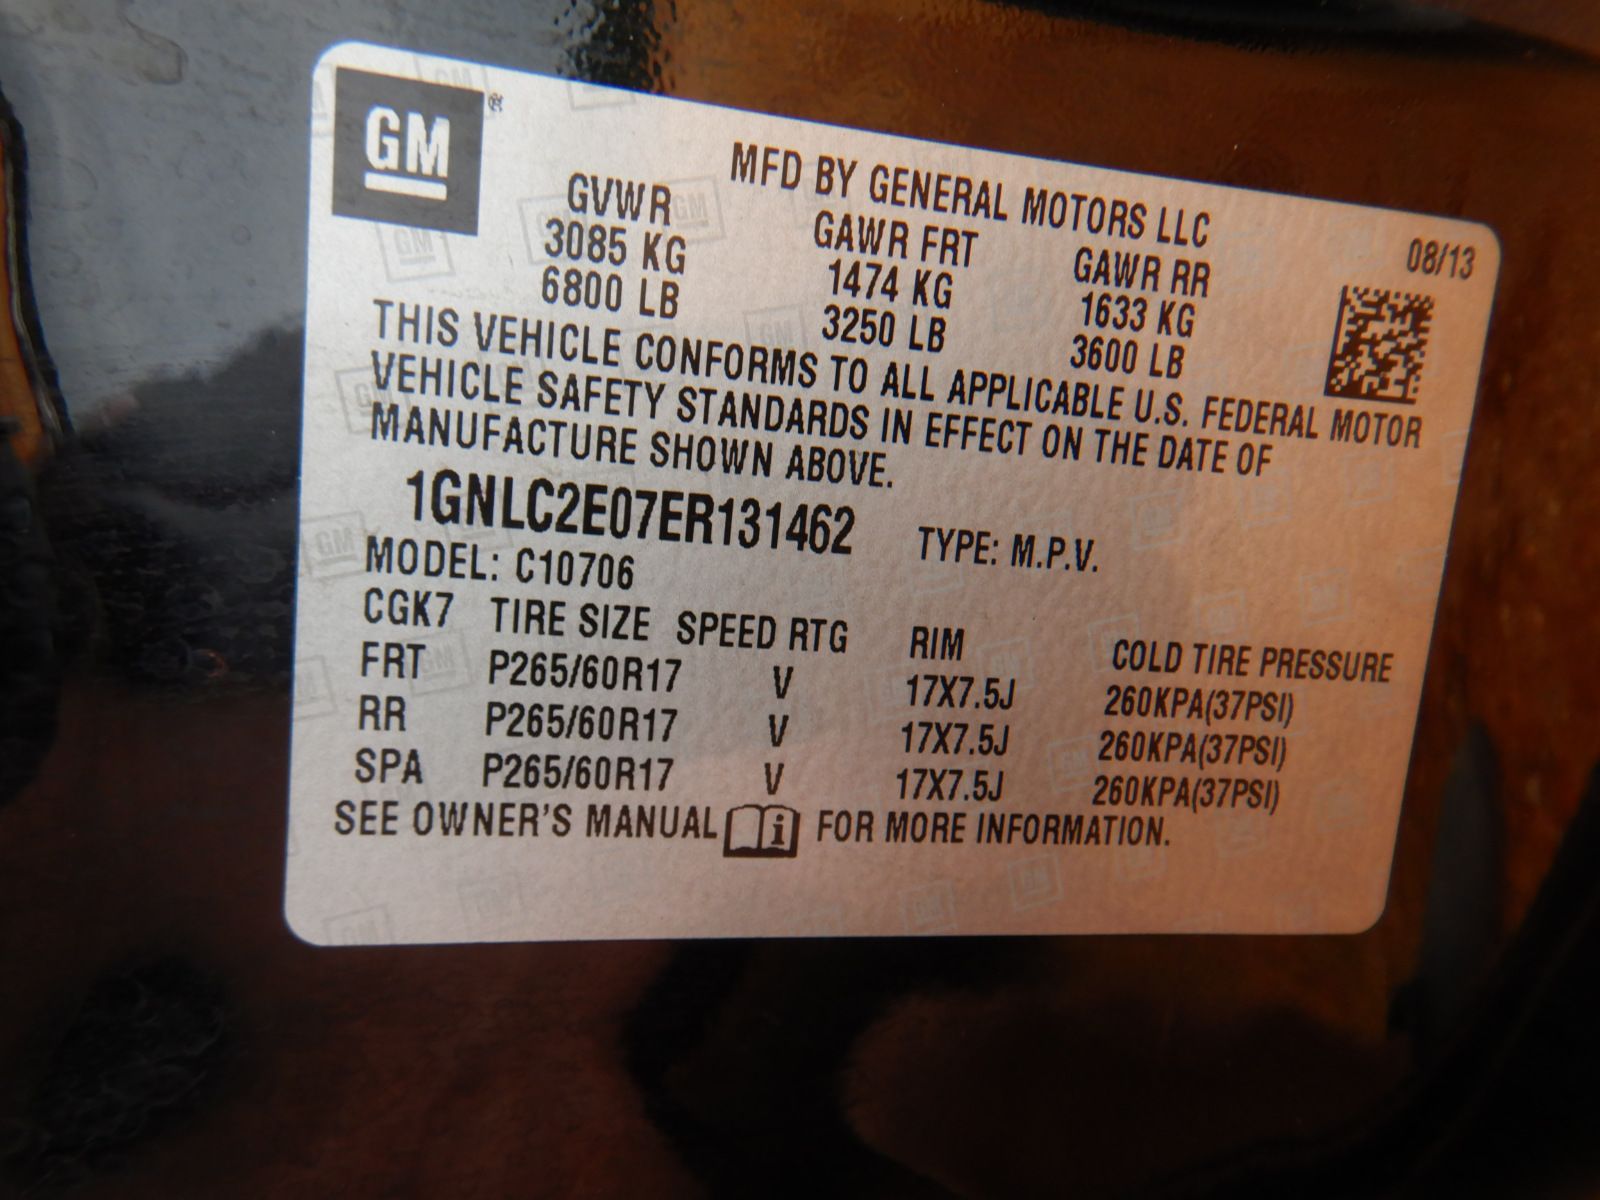 GM
MFD BY GENERAL MOTORS LLC 08/13
GVWR GAWR FRT GAWR RR
3085 KG 1474 KG 1633 KG
6800 LB 3250 LB 3600 LB
THIS VEHICLE CONFORMS TO ALL APPLICABLE U.S. FEDERAL MOTOR
VEHICLE SAFETY STANDARDS IN EFFECT ON THE DATE OF
MANUFACTURE SHOWN ABOVE.
1GNLC2E07ER131462 TYPE: M.P.V.
MODEL: C10706
CGK7 TIRE SIZE SPEED RTG RIM COLD TIRE PRESSURE
FRT P265/60R17 V 17X7.5J 260KPA(37PSI)
RR P265/60R17 V 17X7.5J 260KPA(37PSI)
SPA P265/60R17 V 17X7.5J 260KPA(37PSI)
SEE OWNER'S MANUAL i FOR MORE INFORMATION.